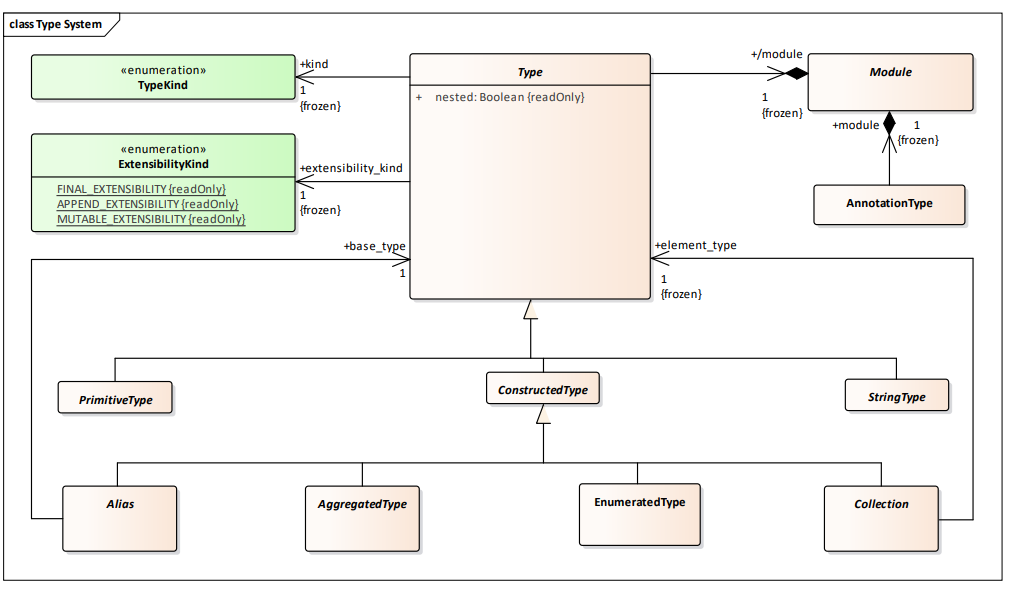 class Type System
«enumeration»
TypeKind
+kind
1
{frozen}
Type
+ nested: Boolean {readOnly}
+/module
1
{frozen}
Module
+module
1
{frozen}
AnnotationType
«enumeration»
ExtensibilityKind
FINAL_EXTENSIBILITY {readOnly}
APPEND_EXTENSIBILITY {readOnly}
MUTABLE_EXTENSIBILITY {readOnly}
+extensibility_kind
1
{frozen}
+base_type
1
+element_type
1
{frozen}
PrimitiveType
ConstructedType
StringType
Alias
AggregatedType
EnumeratedType
Collection